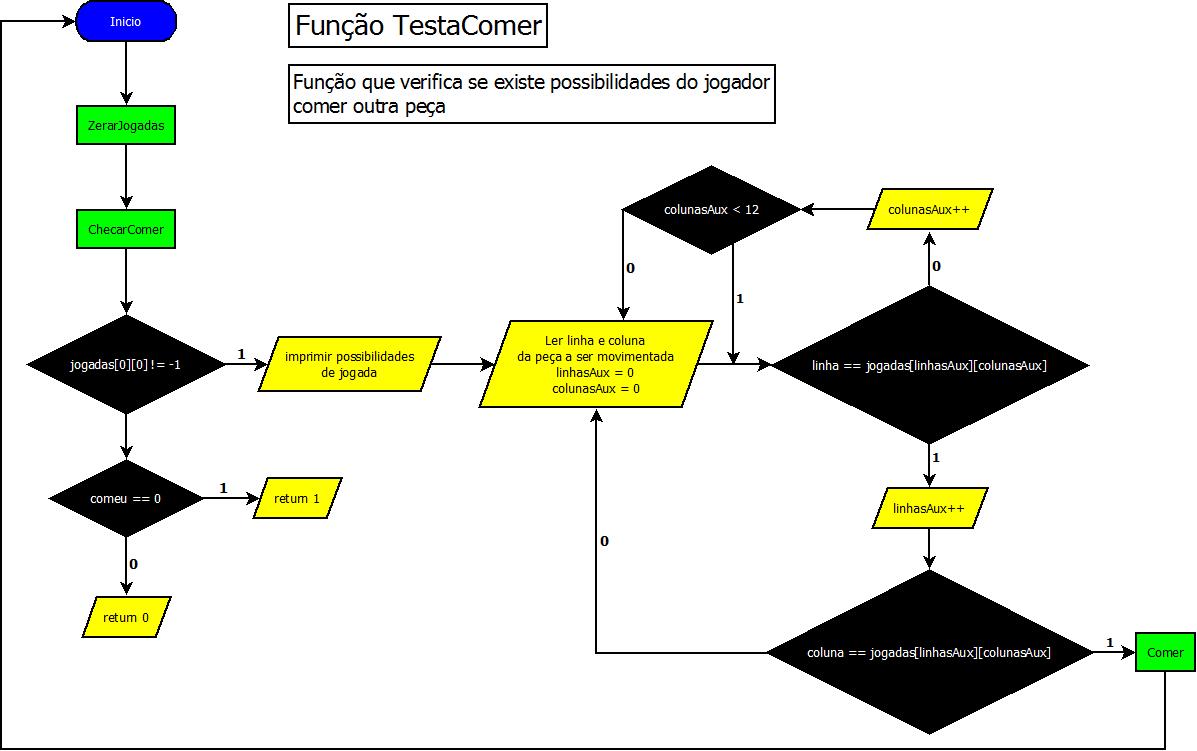 Inicio
Função TestaComer
Função que verifica se existe possibilidades do jogador
comer outra peça
ZerarJogadas
ChecarComer
jogadas[0][0] != -1
1
imprimir possibilidades
de jogada
comeu == 0
1
return 1
0
return 0
colunasAux < 12
colunasAux++
0
1
0
Ler linha e coluna
da peça a ser movimentada
linhasAux = 0
colunasAux = 0
linha == jogadas[linhasAux][colunasAux]
1
linhasAux++
0
coluna == jogadas[linhasAux][colunasAux]
1
Comer